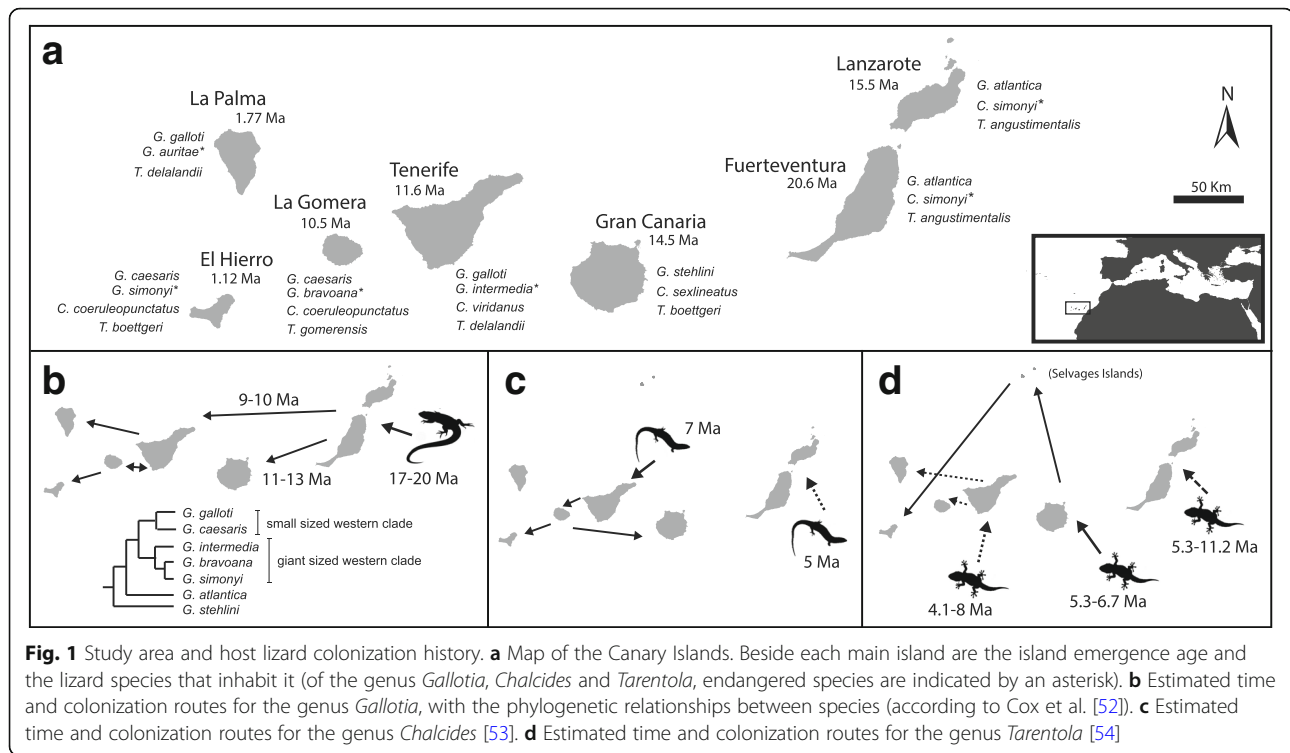 a
La Palma
1.77 Ma
G. galloti
G. auritae*
T. delalandii
La Gomera
10.5 Ma
G. caesaris
G. bravoana*
C. coeruleopunctatus
T. gomerensis
El Hierro
1.12 Ma
G. caesaris
G. simonyi*
C. coeruleopunctatus
T. boettgeri
Tenerife
11.6 Ma
G. galloti
G. intermedia*
C. viridanus
T. delalandii
Gran Canaria
14.5 Ma
G. stehlini
C. sexlineatus
T. boettgeri
Fuerteventura
20.6 Ma
G. atlantica
C. simonyi*
T. angustimentalis
Lanzarote
15.5 Ma
G. atlantica
C. simonyi*
T. angustimentalis
N
50 Km
b
9-10 Ma
11-13 Ma
17-20 Ma
G. galloti
G. caesaris
small sized western clade
G. intermedia
G. bravoana
G. simonyi
giant sized western clade
G. atlantica
G. stehlini
c
7 Ma
5 Ma
d
(Selvages Islands)
5.3-11.2 Ma
4.1-8 Ma
5.3-6.7 Ma
Fig. 1 Study area and host lizard colonization history. a Map of the Canary Islands. Beside each main island are the island emergence age and
the lizard species that inhabit it (of the genus Gallotia, Chalcides and Tarentola, endangered species are indicated by an asterisk). b Estimated time
and colonization routes for the genus Gallotia, with the phylogenetic relationships between species (according to Cox et al. [52]). c Estimated
time and colonization routes for the genus Chalcides [53]. d Estimated time and colonization routes for the genus Tarentola [54]